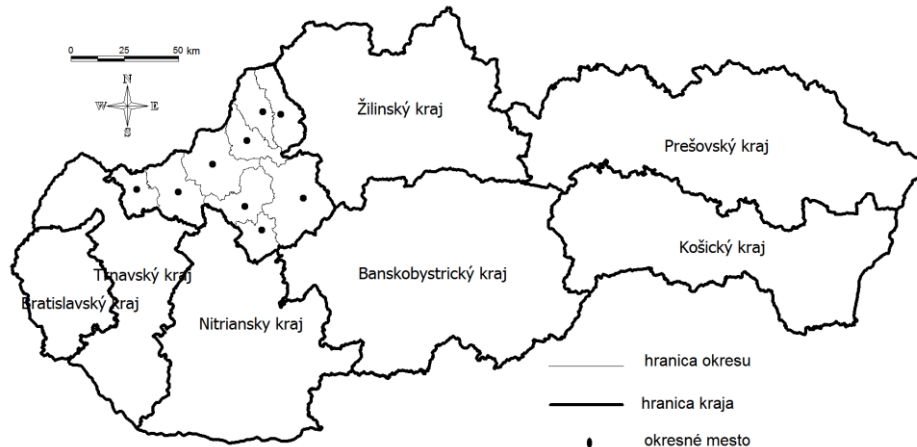 0 25 50 km
N
W E
S
Žilinský kraj
Prešovský kraj
Košický kraj
Banskobystrický kraj
Trnavský kraj
Bratislavský kraj
Nitriansky kraj
hranica okresu
hranica kraja
okresné mesto